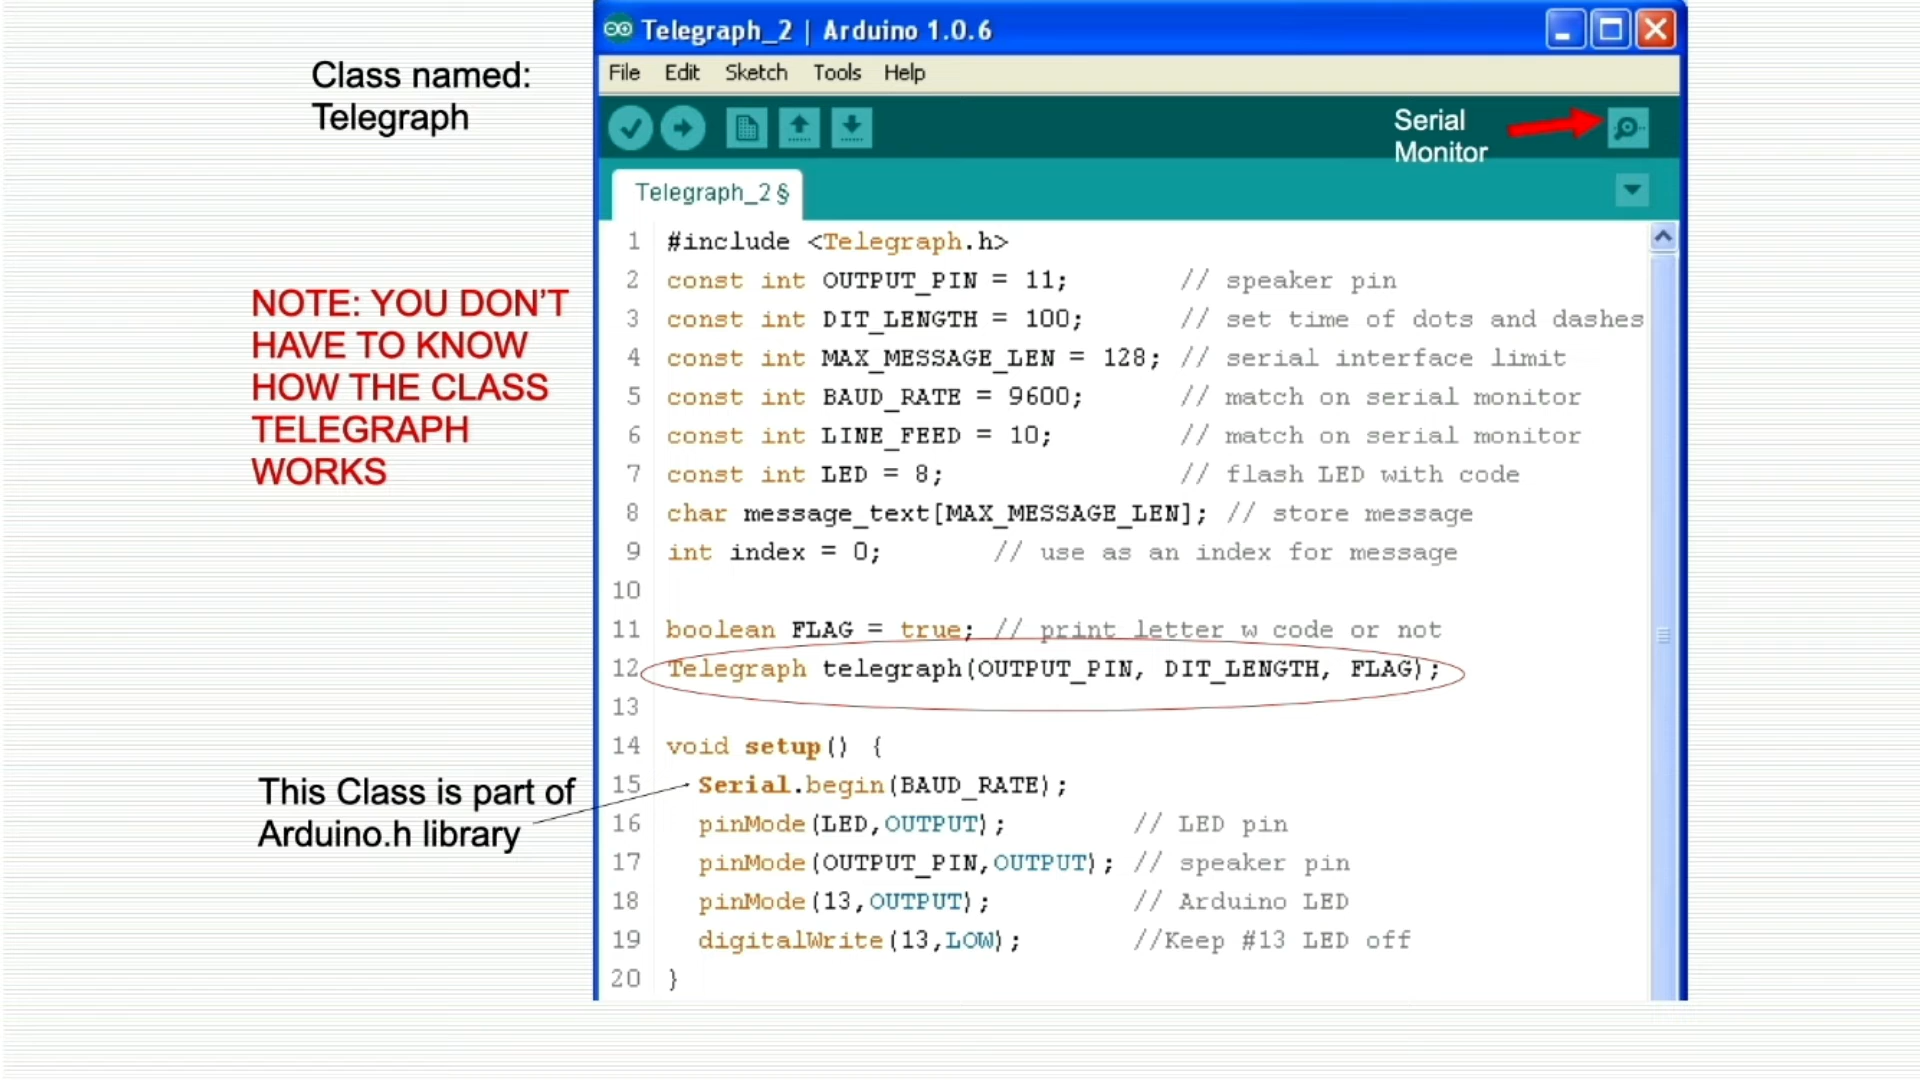 Class named:
Telegraph
NOTE: YOU DON'T
HAVE TO KNOW
HOW THE CLASS
TELEGRAPH
WORKS
This Class is part of
Arduino.h library
Telegraph_2 | Arduino 1.0.6
File Edit Sketch Tools Help
Serial
Monitor
Telegraph_2 §
1 #include <Telegraph.h>
2 const int OUTPUT_PIN = 11; // speaker pin
3 const int DIT_LENGTH = 100; // set time of dots and dashes
4 const int MAX_MESSAGE_LEN = 128; // serial interface limit
5 const int BAUD_RATE = 9600; // match on serial monitor
6 const int LINE_FEED = 10; // match on serial monitor
7 const int LED = 8; // flash LED with code
8 char message_text[MAX_MESSAGE_LEN]; // store message
9 int index = 0; // use as an index for message
10
11 boolean FLAG = true; // print letter w code or not
12 Telegraph telegraph(OUTPUT_PIN, DIT_LENGTH, FLAG);
13
14 void setup() {
15 Serial.begin(BAUD_RATE);
16 pinMode(LED,OUTPUT); // LED pin
17 pinMode(OUTPUT_PIN,OUTPUT); // speaker pin
18 pinMode(13,OUTPUT); // Arduino LED
19 digitalWrite(13,LOW); //Keep #13 LED off
20 }